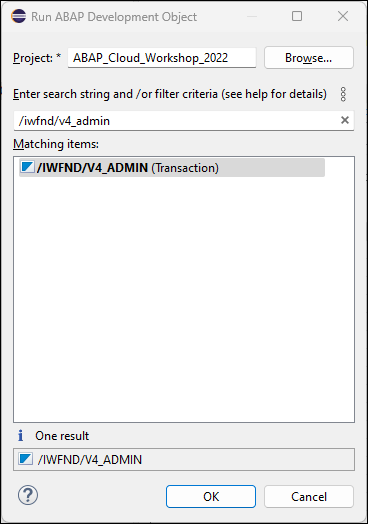 Run ABAP Development Object
Project: * ABAP_Cloud_Workshop_2022 Browse...
Enter search string and /or filter criteria (see help for details)
/iwfnd/v4_admin
Matching items:
/IWFND/V4_ADMIN (Transaction)
One result
/IWFND/V4_ADMIN
OK Cancel